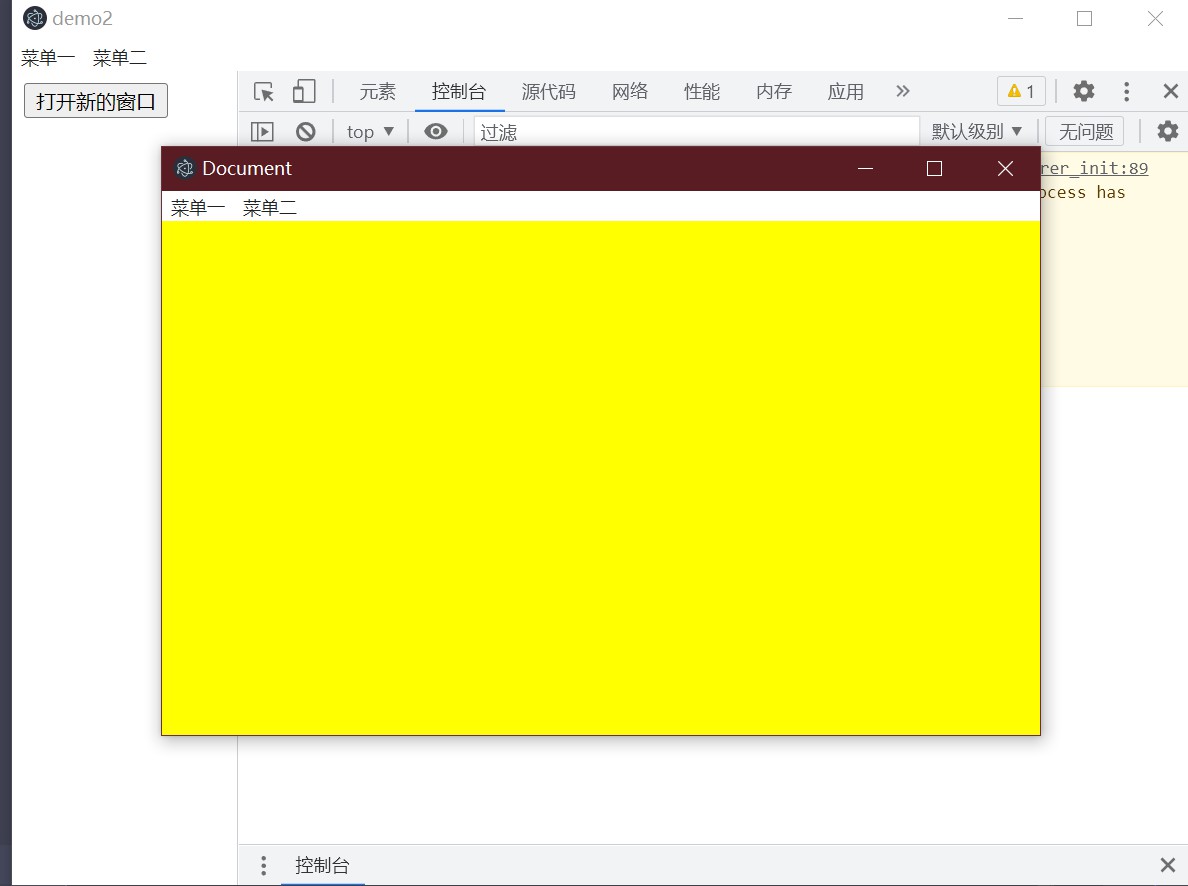 demo2
菜单一 菜单二
打开新的窗口
元素 控制台 源代码 网络 性能 内存 应用 » 1
top ▼ 过滤 默认级别 ▼ 无问题
rer_init:89
ocess has
Document
菜单一 菜单二
控制台